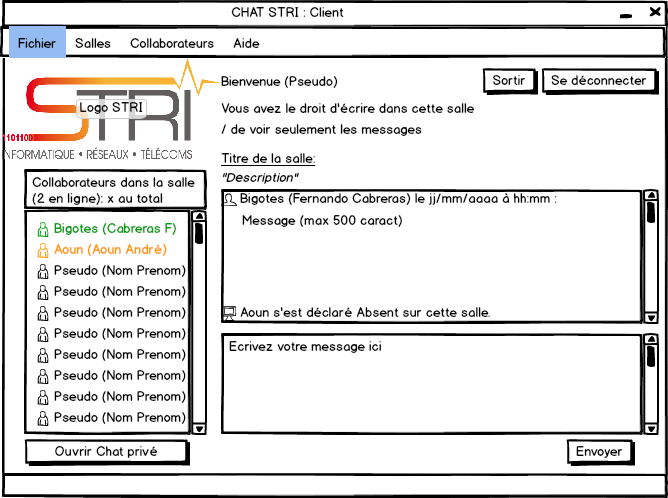 CHAT STRI : Client
Fichier Salles Collaborateurs Aide
STRI
Logo STRI
11011001
INFORMATIQUE • RÉSEAUX • TÉLÉCOMS
Bienvenue (Pseudo)
Sortir
Se déconnecter
Vous avez le droit d'écrire dans cette salle
/ de voir seulement les messages
Titre de la salle:
"Description"
Collaborateurs dans la salle
(2 en ligne): x au total
Bigotes (Cabreras F)
Aoun (Aoun André)
Pseudo (Nom Prenom)
Pseudo (Nom Prenom)
Pseudo (Nom Prenom)
Pseudo (Nom Prenom)
Pseudo (Nom Prenom)
Pseudo (Nom Prenom)
Pseudo (Nom Prenom)
Pseudo (Nom Prenom)
Ouvrir Chat privé
Bigotes (Fernando Cabreras) le jj/mm/aaaa à hh:mm :
Message (max 500 caract)
Aoun s'est déclaré Absent sur cette salle.
Ecrivez votre message ici
Envoyer